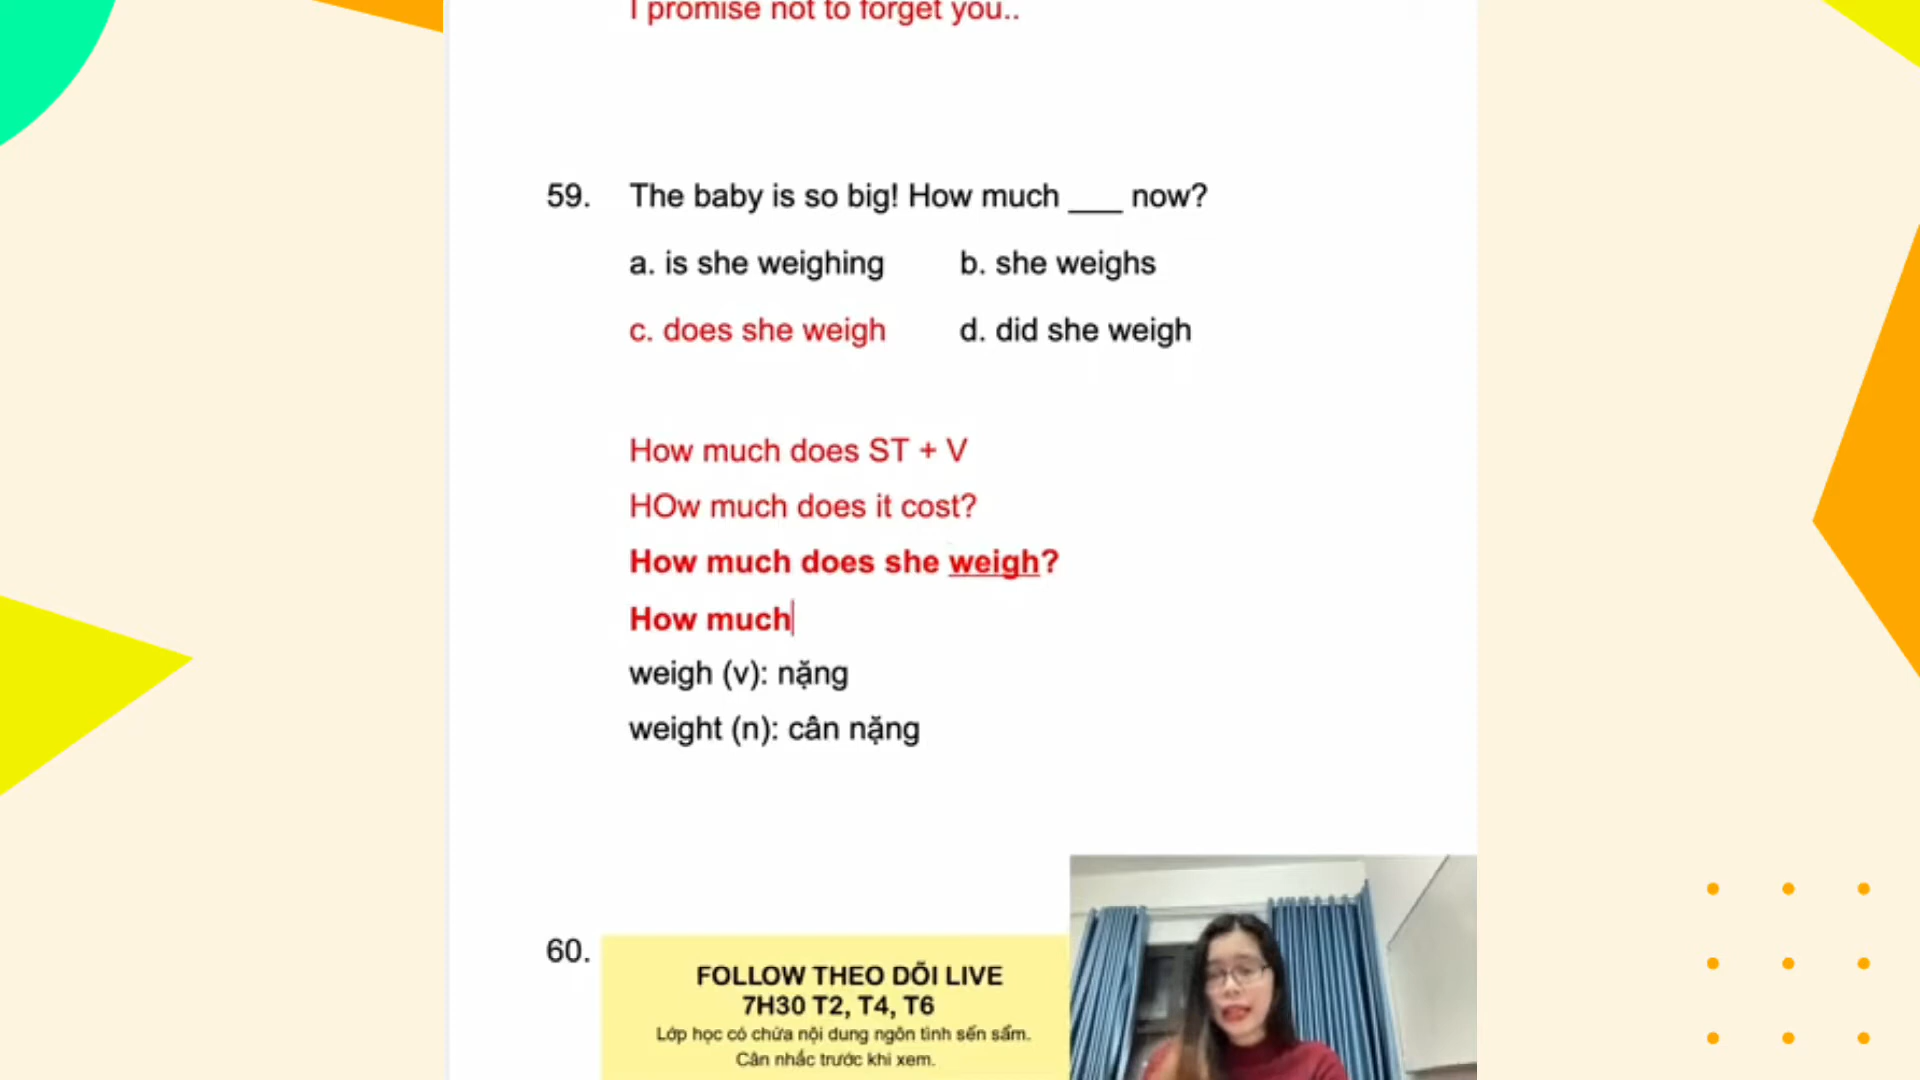 I promise not to forget you..
59. The baby is so big! How much ___ now?
a. is she weighing b. she weighs
c. does she weigh d. did she weigh
How much does ST + V
HOw much does it cost?
How much does she weigh?
How much
weigh (v): nặng
weight (n): cân nặng
60.
FOLLOW THEO DÕI LIVE
7H30 T2, T4, T6
Lớp học có chứa nội dung ngôn tình sến sẩm.
Cân nhắc trước khi xem.